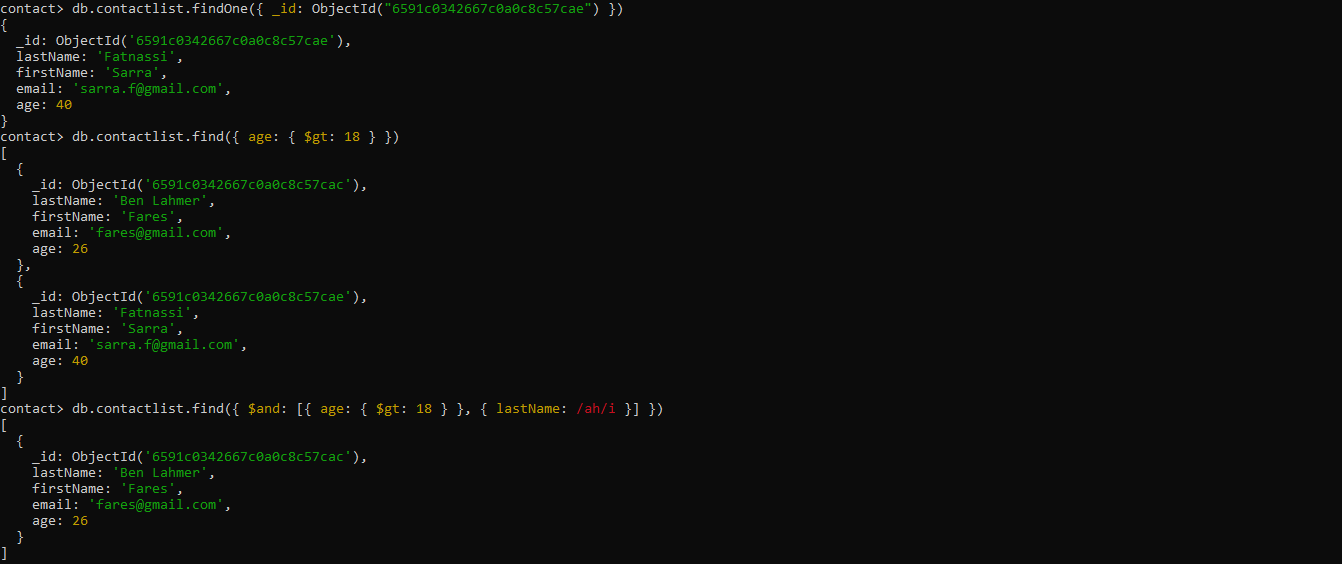 contact> db.contactlist.findOne({ _id: ObjectId("6591c0342667c0a0c8c57cae") })
{
  _id: ObjectId('6591c0342667c0a0c8c57cae'),
  lastName: 'Fatnassi',
  firstName: 'Sarra',
  email: 'sarra.f@gmail.com',
  age: 40
}
contact> db.contactlist.find({ age: { $gt: 18 } })
[
  {
    _id: ObjectId('6591c0342667c0a0c8c57cac'),
    lastName: 'Ben Lahmer',
    firstName: 'Fares',
    email: 'fares@gmail.com',
    age: 26
  },
  {
    _id: ObjectId('6591c0342667c0a0c8c57cae'),
    lastName: 'Fatnassi',
    firstName: 'Sarra',
    email: 'sarra.f@gmail.com',
    age: 40
  }
]
contact> db.contactlist.find({ $and: [{ age: { $gt: 18 } }, { lastName: /ah/i }] })
[
  {
    _id: ObjectId('6591c0342667c0a0c8c57cac'),
    lastName: 'Ben Lahmer',
    firstName: 'Fares',
    email: 'fares@gmail.com',
    age: 26
  }
]